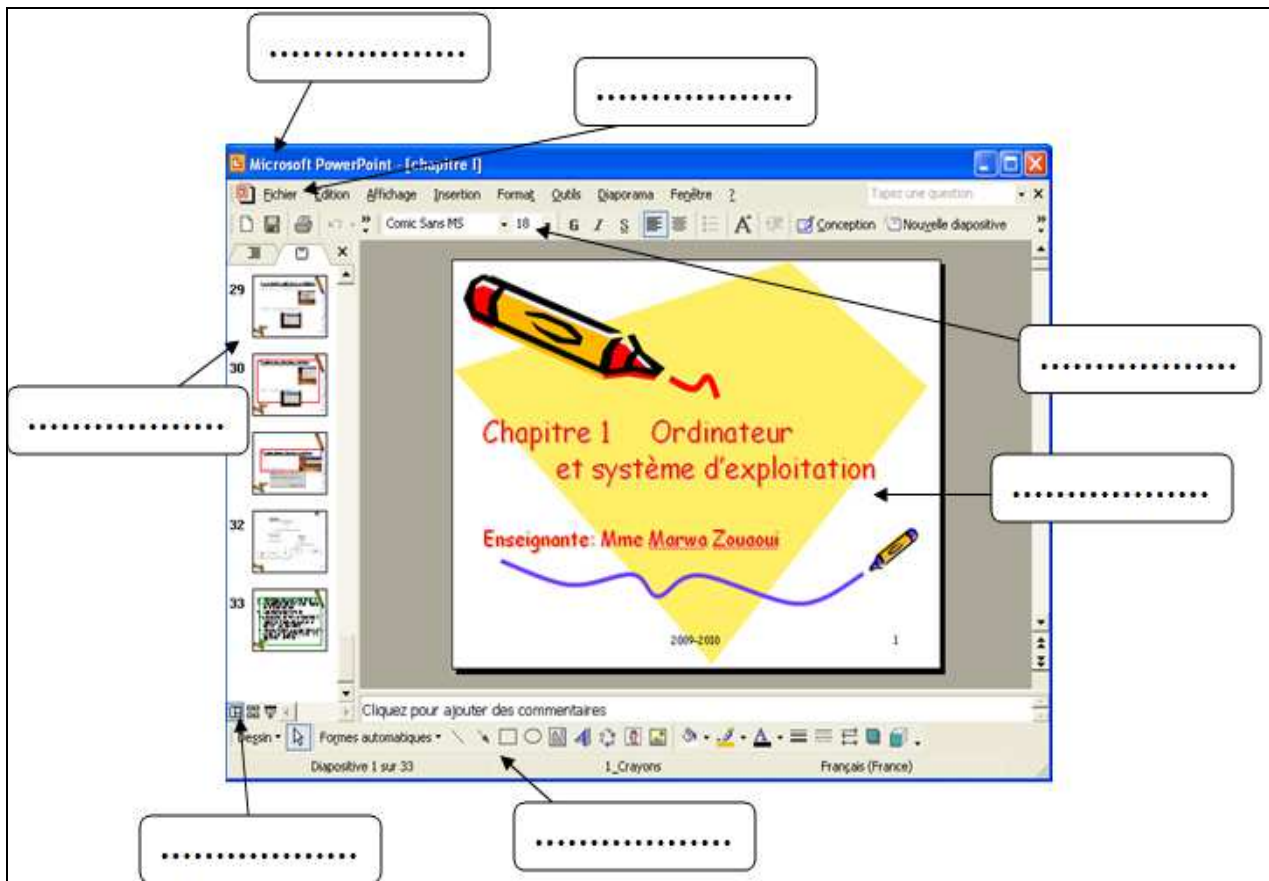 ..................
..................
Microsoft PowerPoint - [chapitre I]
Fichier Edition Affichage Insertion Format Outils Diaporama Fenêtre ? Tapez une question
Comic Sans MS 18 G I S A Conception Nouvelle diapositive
29
30
32
33
..................
..................
..................
Chapitre 1 Ordinateur
et système d'exploitation
Enseignante: Mme Marwa Zouaoui
2009-2010 1
Cliquez pour ajouter des commentaires
Dessin Formes automatiques A
Diapositive 1 sur 33 1_Crayons Français (France)
..................
..................